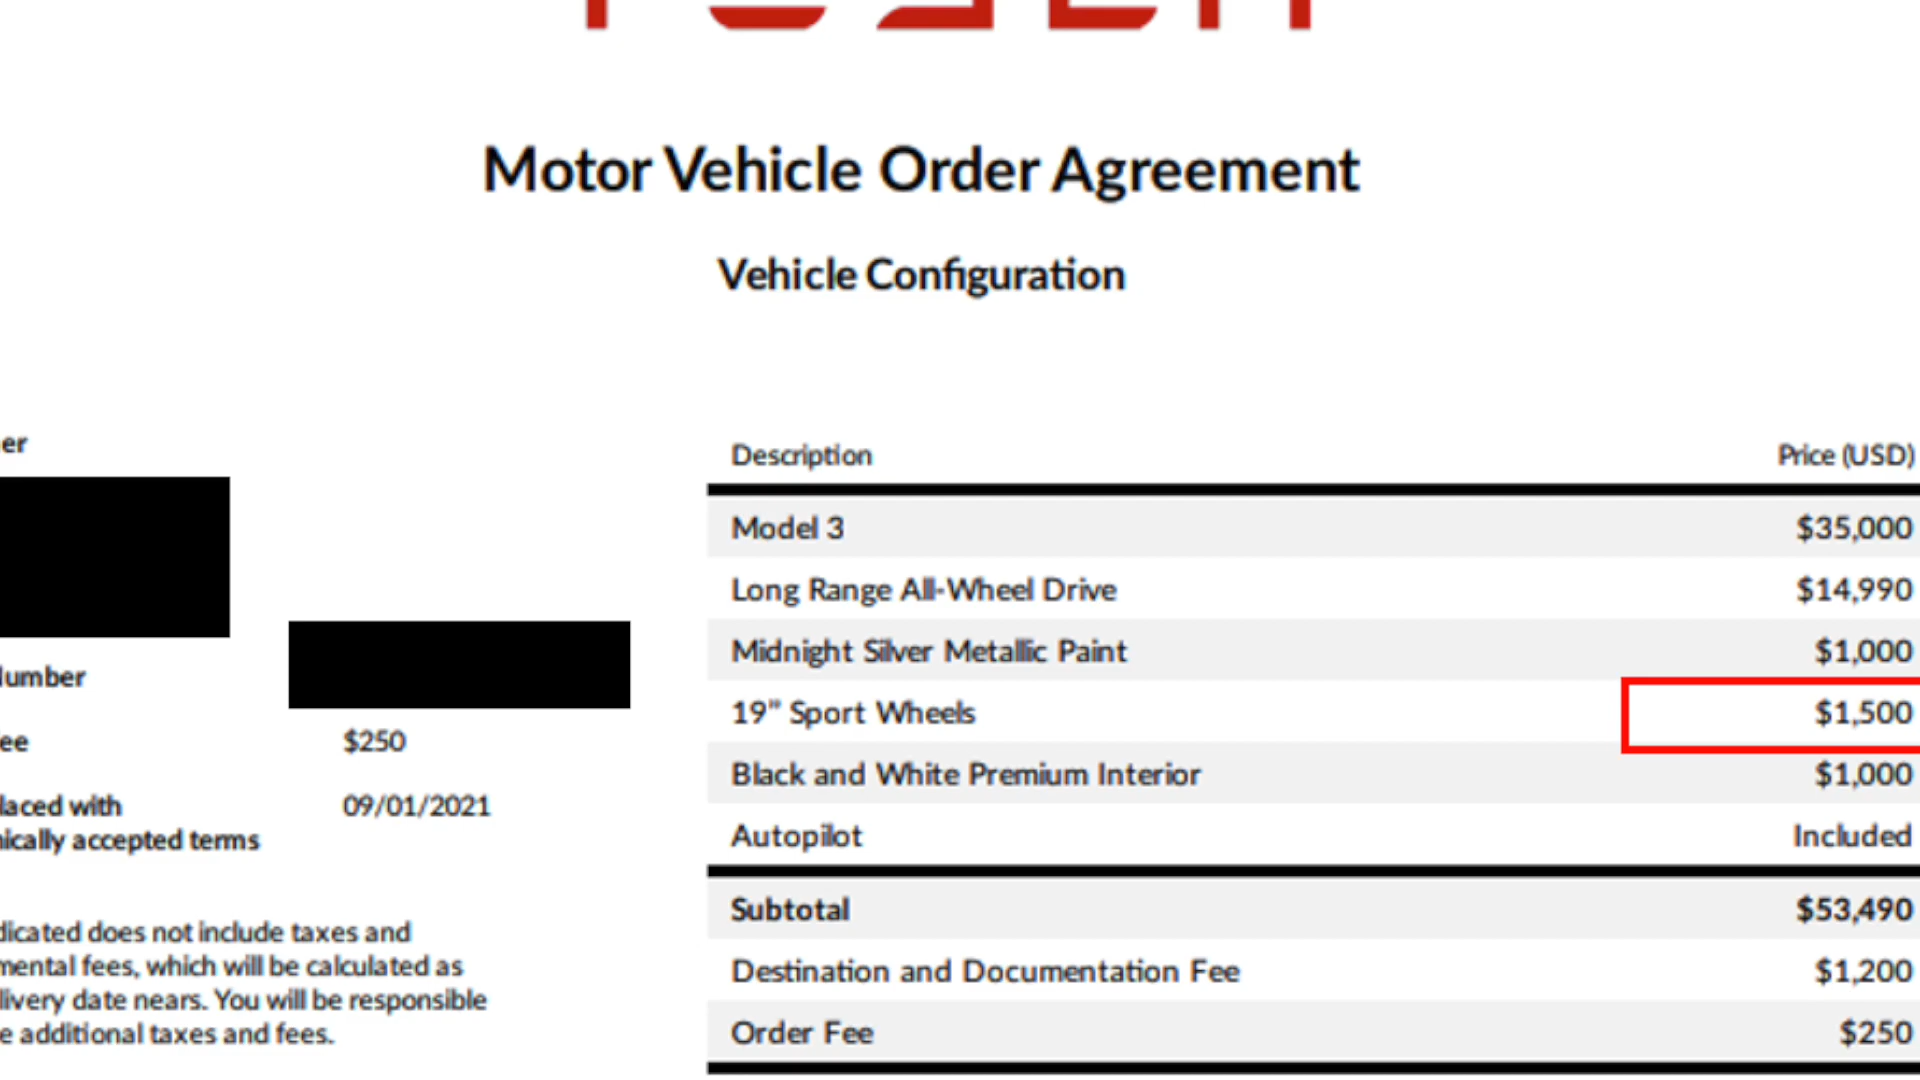 Motor Vehicle Order Agreement
Vehicle Configuration
er
umber
ee $250
laced with 09/01/2021
ically accepted terms
dicated does not include taxes and
mental fees, which will be calculated as
livery date nears. You will be responsible
e additional taxes and fees.
Description Price (USD)
Model 3 $35,000
Long Range All-Wheel Drive $14,990
Midnight Silver Metallic Paint $1,000
19” Sport Wheels $1,500
Black and White Premium Interior $1,000
Autopilot Included
Subtotal $53,490
Destination and Documentation Fee $1,200
Order Fee $250